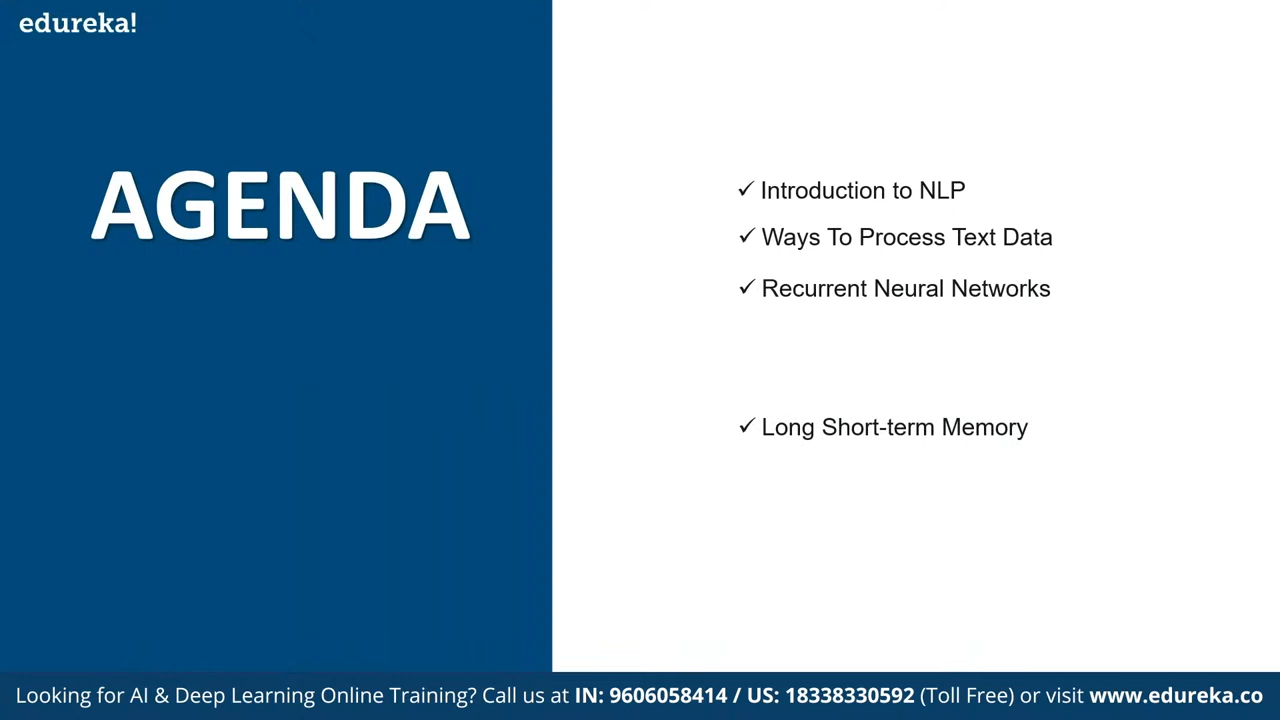 edureka!
AGENDA
✓ Introduction to NLP
✓ Ways To Process Text Data
✓ Recurrent Neural Networks
✓ Long Short-term Memory
Looking for AI & Deep Learning Online Training? Call us at IN: 9606058414 / US: 18338330592 (Toll Free) or visit www.edureka.co